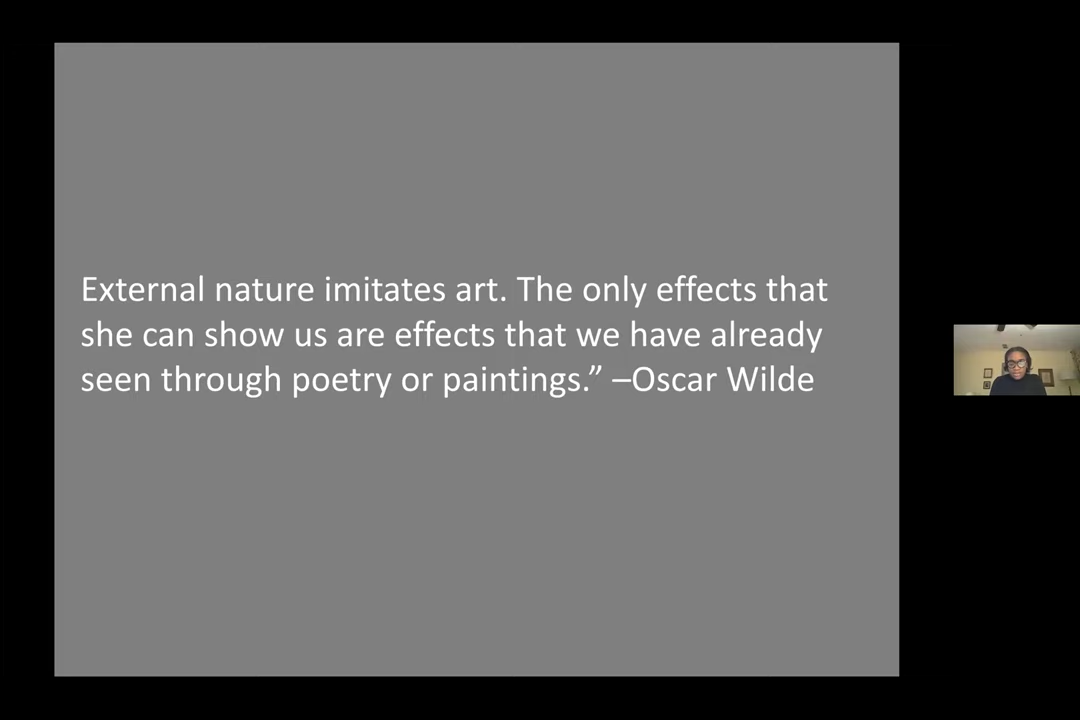 External nature imitates art. The only effects that
she can show us are effects that we have already
seen through poetry or paintings.” –Oscar Wilde